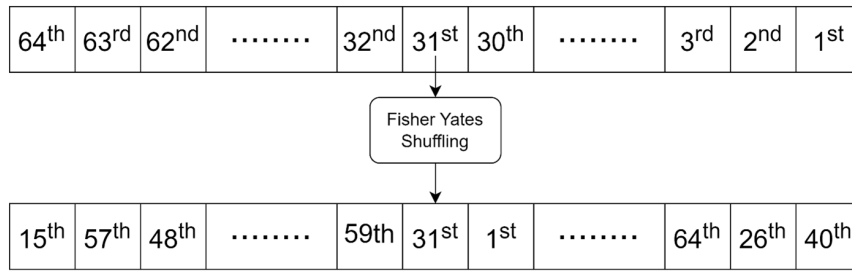 64th 63rd 62nd ........ 32nd 31st 30th ........ 3rd 2nd 1st
Fisher Yates
Shuffling
15th 57th 48th ........ 59th 31st 1st ........ 64th 26th 40th